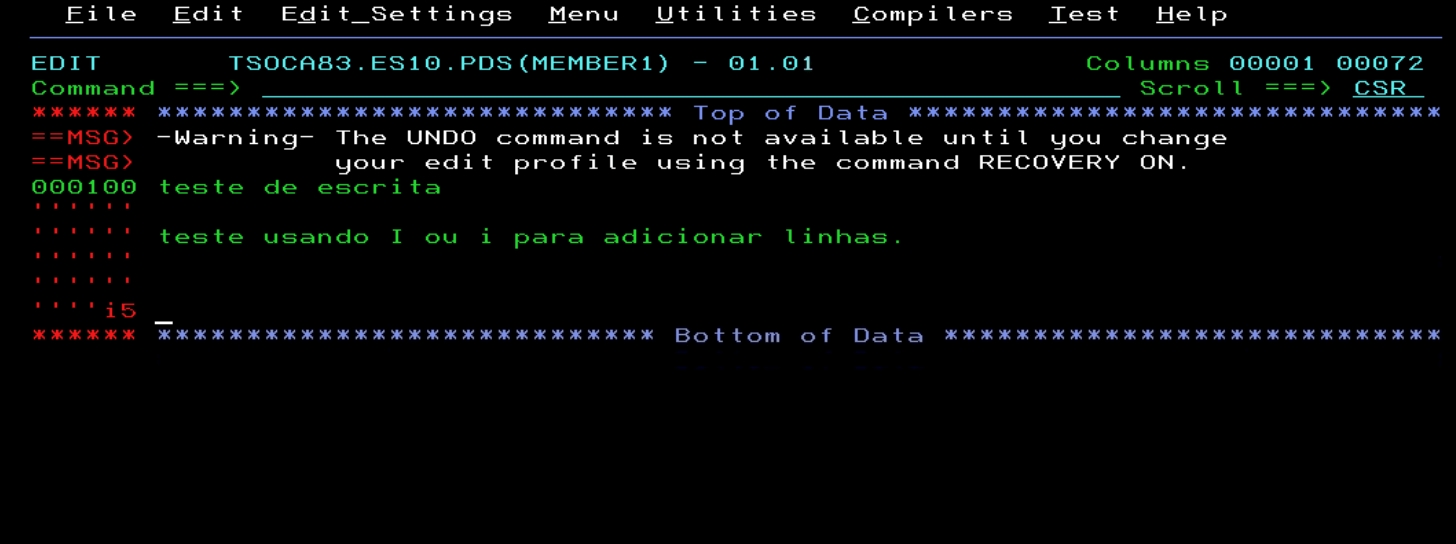 File Edit Edit_Settings Menu Utilities Compilers Test Help
EDIT TSOCA83.ES10.PDS(MEMBER1) - 01.01 Columns 00001 00072
Command ===> Scroll ===> CSR
****** ***************************** Top of Data ******************************
==MSG> -Warning- The UNDO command is not available until you change
==MSG> your edit profile using the command RECOVERY ON.
000100 teste de escrita
''''''
'''''' teste usando I ou i para adicionar linhas.
''''''
''''''
''''i5
****** **************************** Bottom of Data ****************************